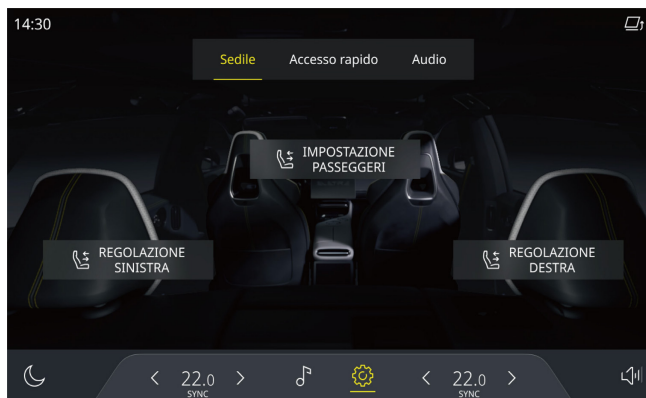 14:30
Sedile Accesso rapido Audio
IMPOSTAZIONE
PASSEGGERI
REGOLAZIONE
SINISTRA
REGOLAZIONE
DESTRA
22.0 22.0
SYNC SYNC